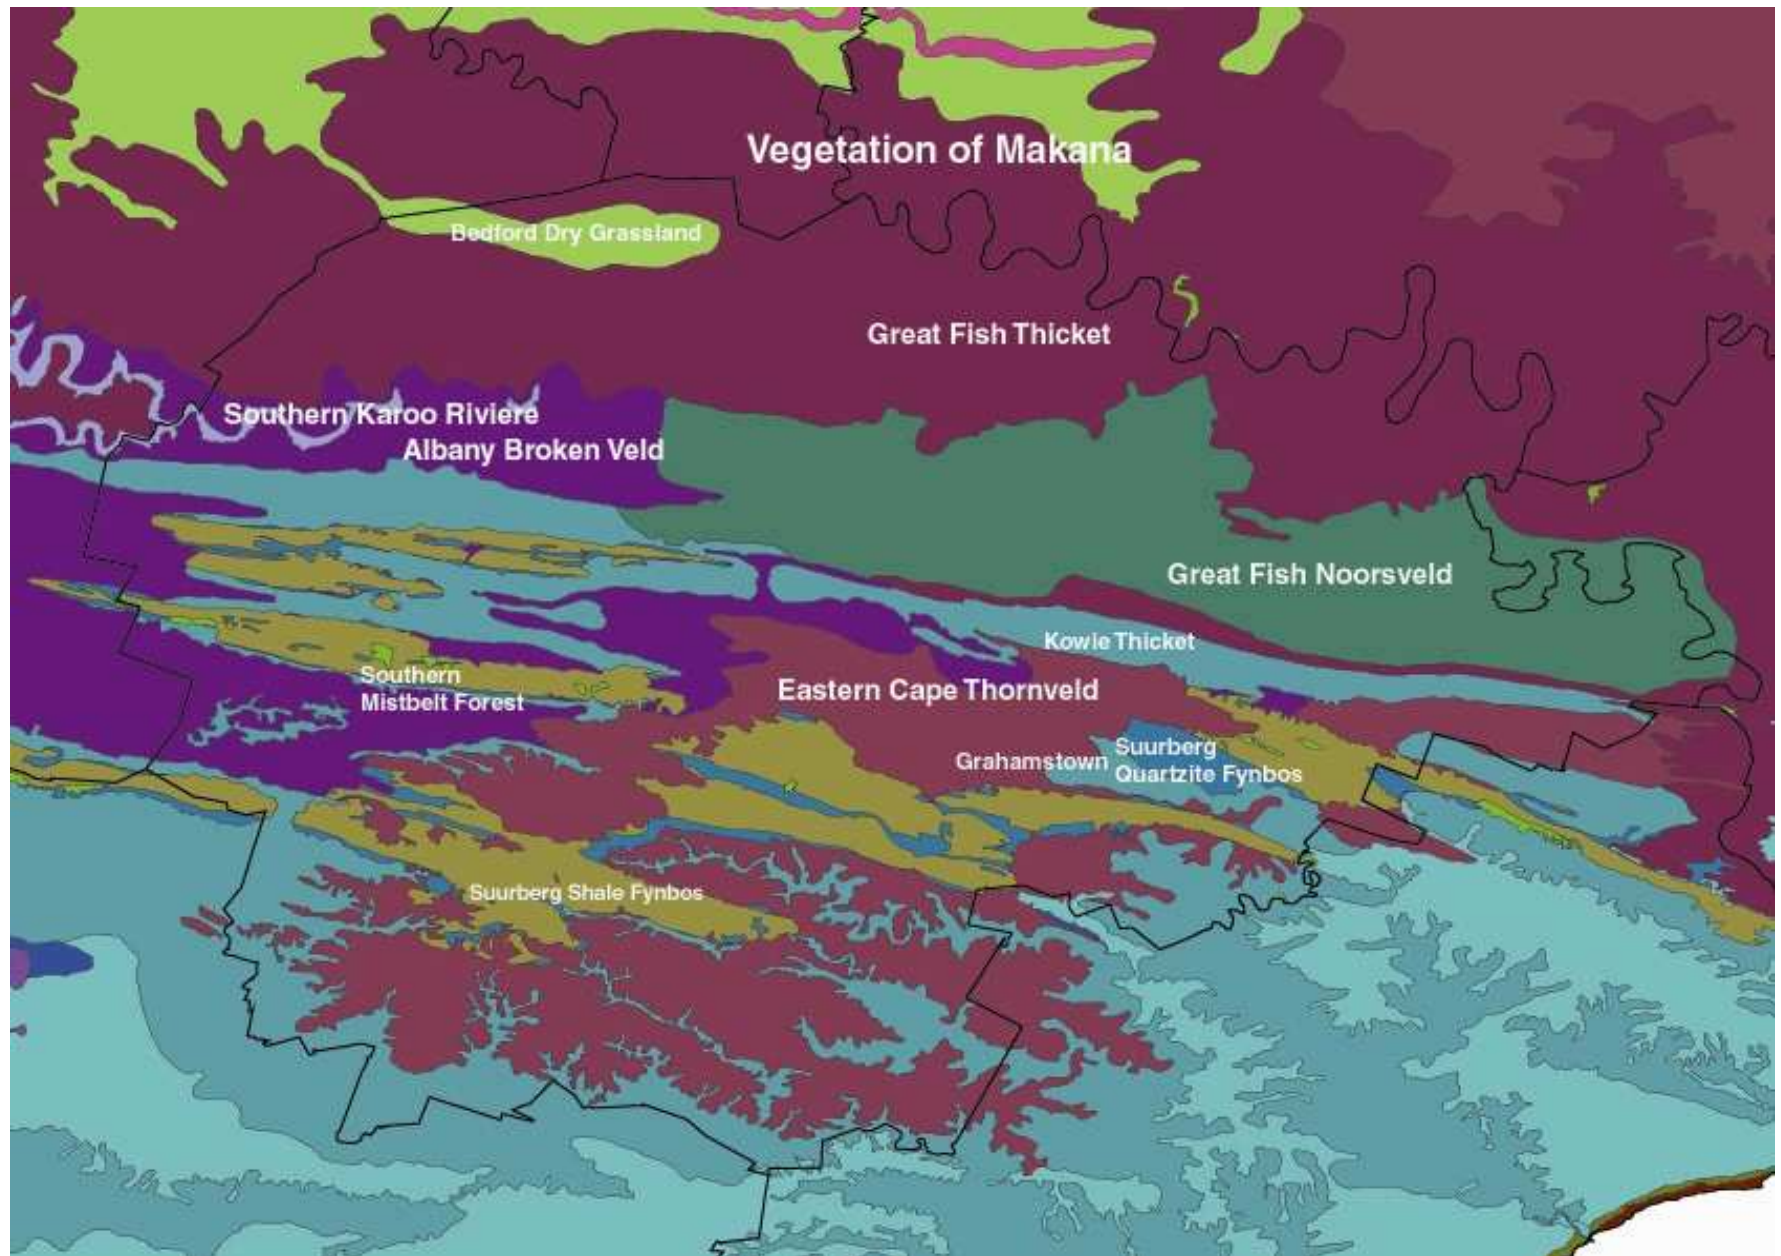 Vegetation of Makana
Bedford Dry Grassland
Great Fish Thicket
Southern Karoo Riviere
Albany Broken Veld
Great Fish Noorsveld
Kowie Thicket
Southern
Mistbelt Forest
Eastern Cape Thornveld
Grahamstown
Suurberg
Quartzite Fynbos
Suurberg Shale Fynbos